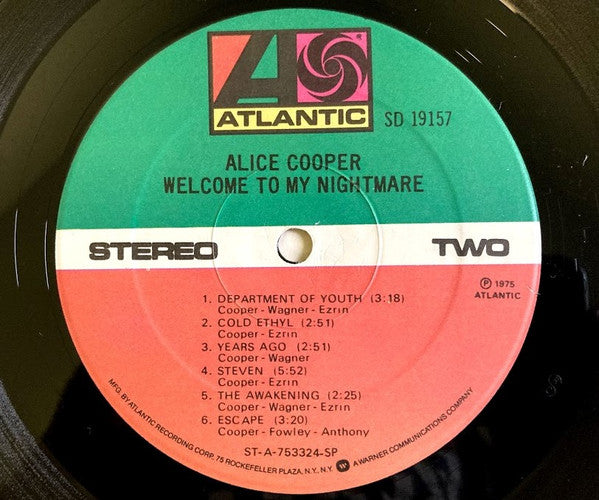 ATLANTIC
SD 19157
ALICE COOPER
WELCOME TO MY NIGHTMARE
STEREO TWO
℗ 1975
ATLANTIC
1. DEPARTMENT OF YOUTH (3:18)
Cooper - Wagner - Ezrin
2. COLD ETHYL (2:51)
Cooper - Ezrin
3. YEARS AGO (2:51)
Cooper - Wagner
4. STEVEN (5:52)
Cooper - Ezrin
5. THE AWAKENING (2:25)
Cooper - Wagner - Ezrin
6. ESCAPE (3:20)
Cooper - Fowley - Anthony
ST-A-753324-SP
MFG. BY ATLANTIC RECORDING CORP. 75 ROCKEFELLER PLAZA, N.Y. N.Y. A WARNER COMMUNICATIONS COMPANY